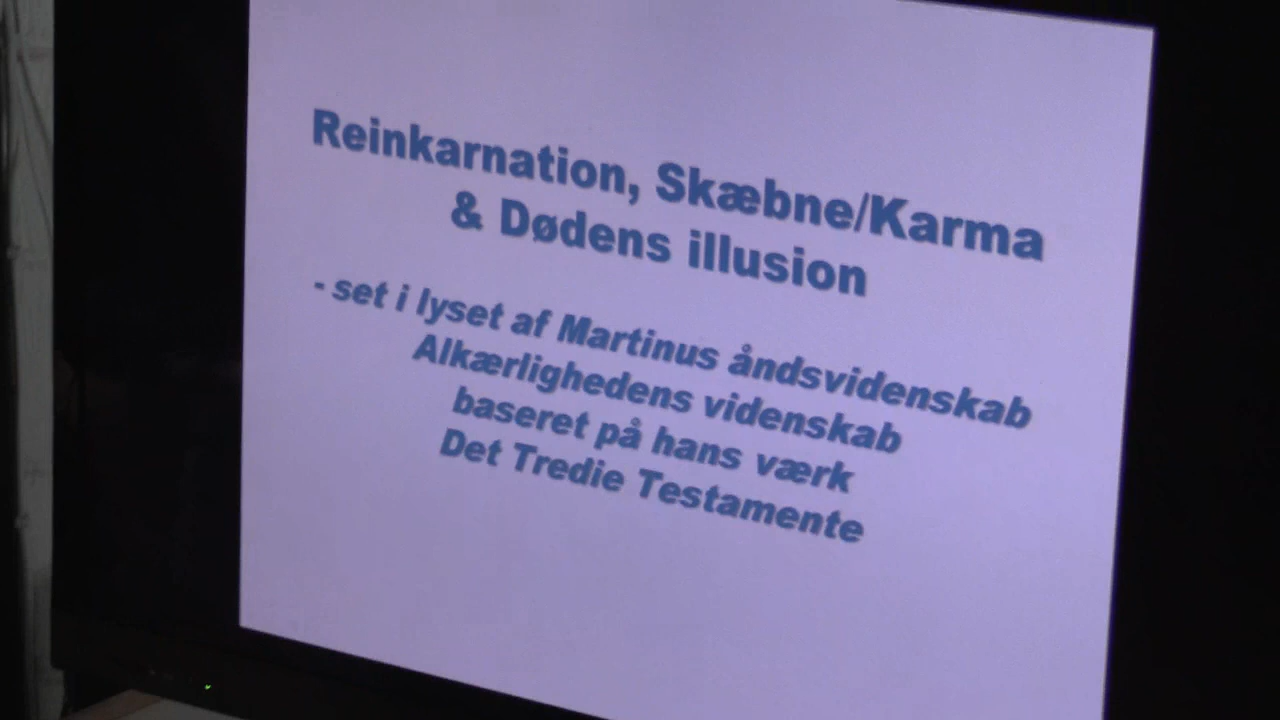 Reinkarnation, Skæbne/Karma
& Dødens illusion
- set i lyset af Martinus åndsvidenskab
Alkærlighedens videnskab
baseret på hans værk
Det Tredie Testamente